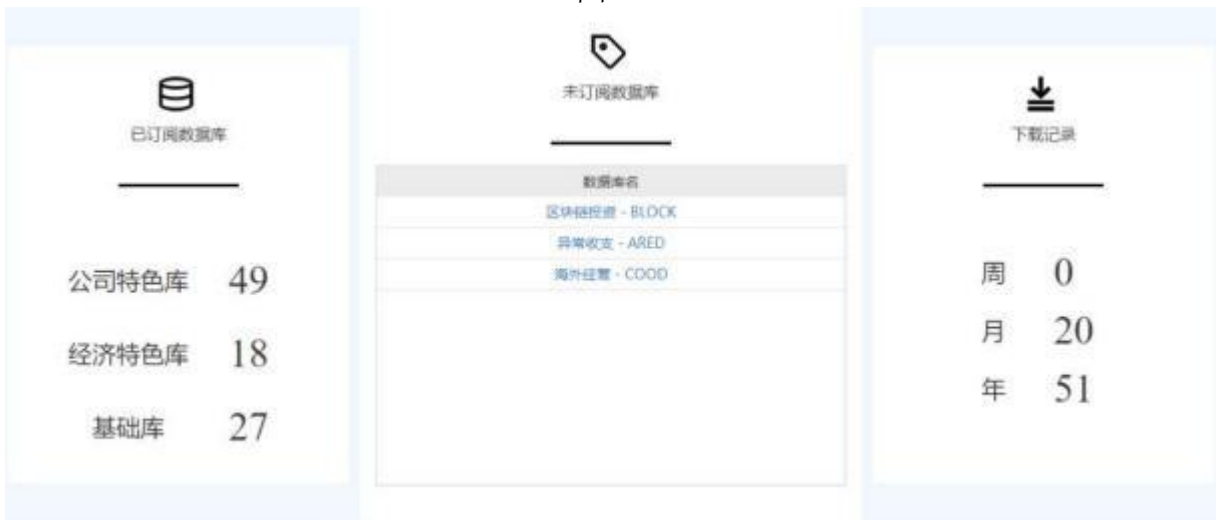 已订阅数据库
公司特色库 49
经济特色库 18
基础库 27
未订阅数据库
数据库名
区块链投资 - BLOCK
异常收支 - ARED
海外经营 - COOD
下载记录
周 0
月 20
年 51